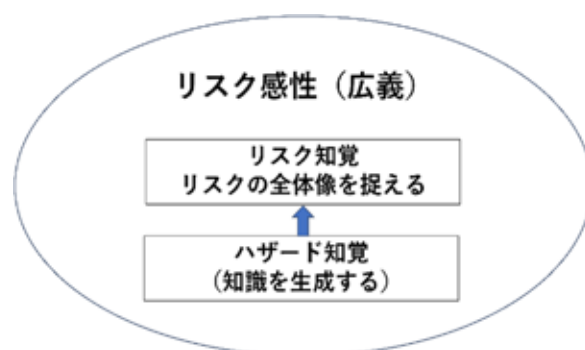 リスク感性（広義）
リスク知覚
リスクの全体像を捉える
ハザード知覚
（知識を生成する）